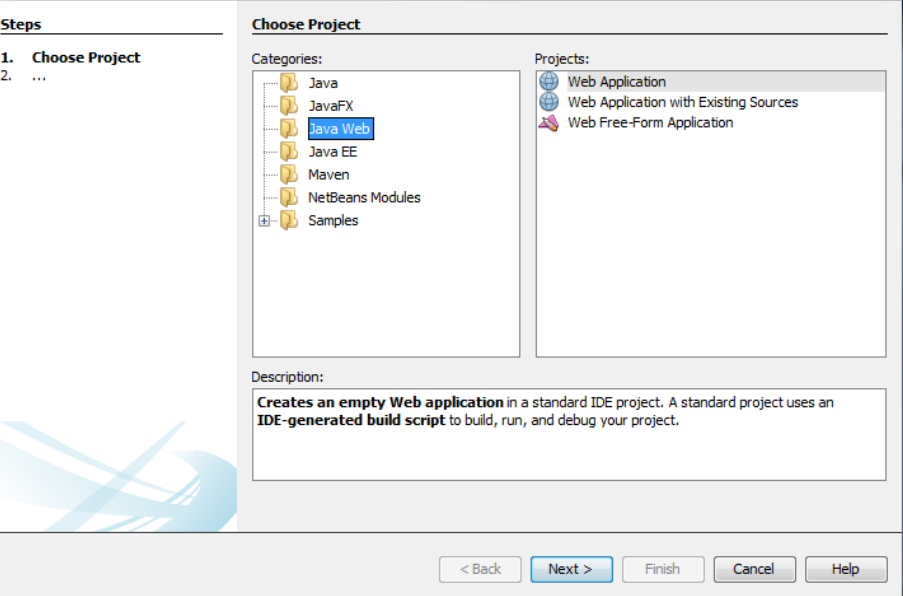 Steps
1. Choose Project
2. ...
Choose Project
Categories:
Java
JavaFX
Java Web
Java EE
Maven
NetBeans Modules
Samples
Projects:
Web Application
Web Application with Existing Sources
Web Free-Form Application
Description:
Creates an empty Web application in a standard IDE project. A standard project uses an
IDE-generated build script to build, run, and debug your project.
< Back Next > Finish Cancel Help